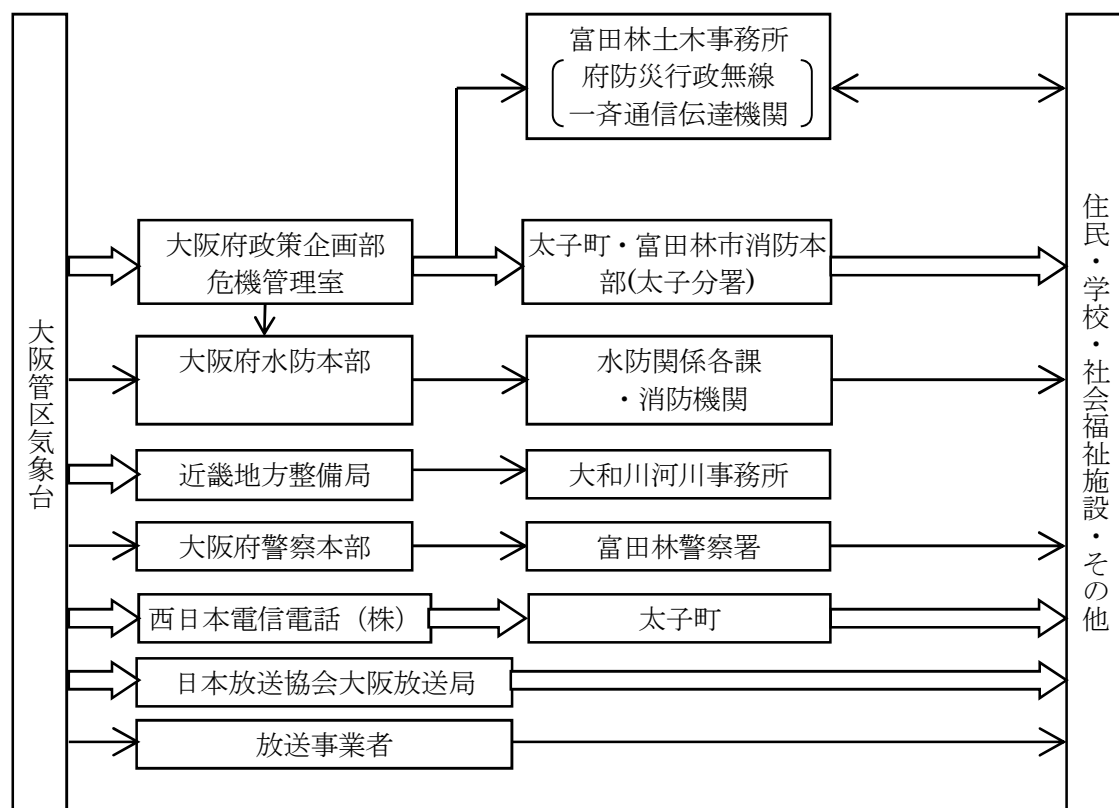 大阪管区気象台
富田林土木事務所
府防災行政無線
一斉通信伝達機関
大阪府政策企画部
危機管理室
太子町・富田林市消防本
部(太子分署)
大阪府水防本部
水防関係各課
・消防機関
近畿地方整備局
大和川河川事務所
大阪府警察本部
富田林警察署
西日本電信電話（株）
太子町
日本放送協会大阪放送局
放送事業者
住民・学校・社会福祉施設・その他